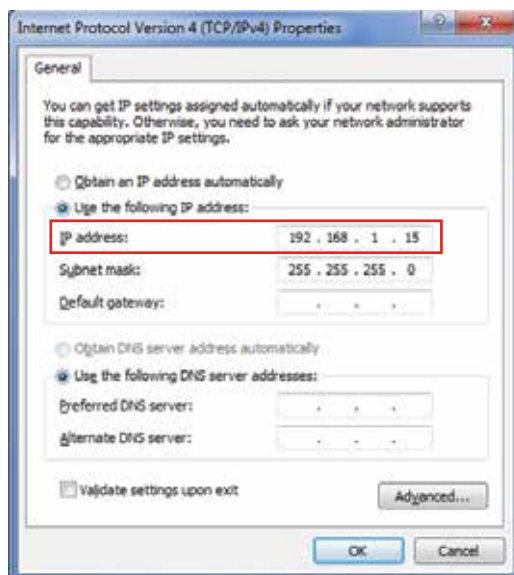 Internet Protocol Version 4 (TCP/IPv4) Properties
General
You can get IP settings assigned automatically if your network supports
this capability. Otherwise, you need to ask your network administrator
for the appropriate IP settings.
Obtain an IP address automatically
Use the following IP address:
IP address: 192 . 168 . 1 . 15
Subnet mask: 255 . 255 . 255 . 0
Default gateway: . . .
Obtain DNS server address automatically
Use the following DNS server addresses:
Preferred DNS server: . . .
Alternate DNS server: . . .
Validate settings upon exit
Advanced...
OK Cancel